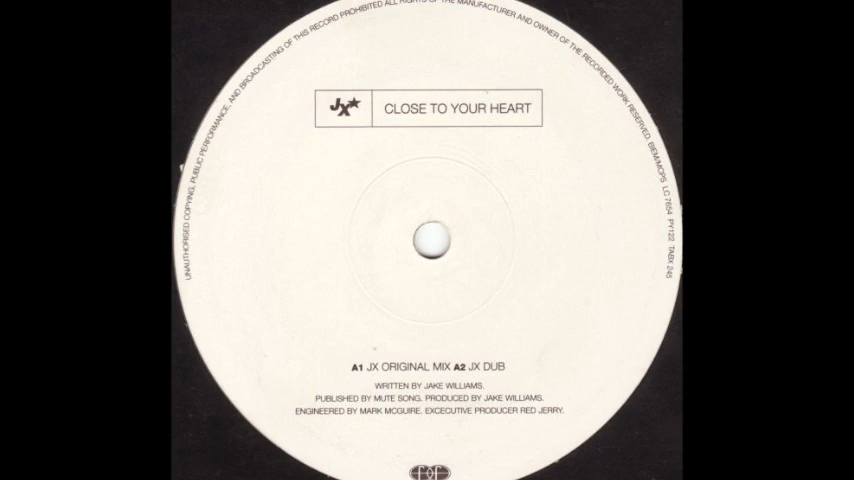 UNAUTHORISED COPYING, PUBLIC PERFORMANCE, AND BROADCASTING OF THIS RECORD PROHIBITED ALL RIGHTS OF THE MANUFACTURER AND OWNER OF THE RECORDED WORK RESERVED. BIEM/MCPS LC 7654 PY122 TABX 245
JX★ CLOSE TO YOUR HEART
A1 JX ORIGINAL MIX A2 JX DUB
WRITTEN BY JAKE WILLIAMS.
PUBLISHED BY MUTE SONG. PRODUCED BY JAKE WILLIAMS.
ENGINEERED BY MARK MCGUIRE. EXCECUTIVE PRODUCER RED JERRY.